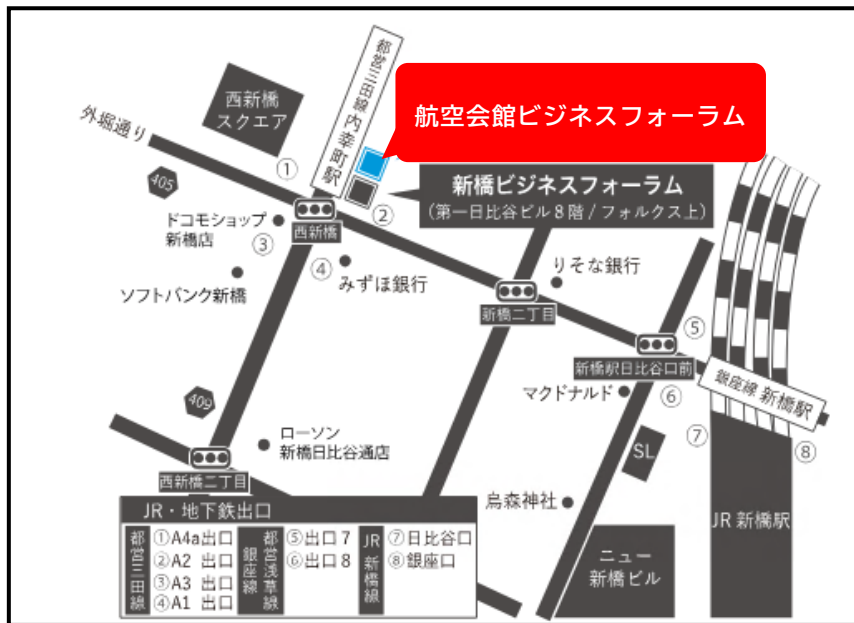 都営三田線 内幸町駅
西新橋
スクエア
外堀通り
航空会館ビジネスフォーラム
405
①
②
新橋ビジネスフォーラム
(第一日比谷ビル8階/フォルクス上)
ドコモショップ
新橋店
③
西新橋
④
みずほ銀行
りそな銀行
ソフトバンク新橋
新橋二丁目
⑤
新橋駅日比谷口前
銀座線 新橋駅
409
マクドナルド
⑥
ローソン
新橋日比谷通店
⑦
⑧
SL
西新橋二丁目
烏森神社
JR 新橋駅
ニュー
新橋ビル
JR・地下鉄出口
都営三田線
①A4a出口
②A2 出口
③A3 出口
④A1 出口
都営浅草線
銀座線
⑤出口7
⑥出口8
JR 新橋線
⑦日比谷口
⑧銀座口